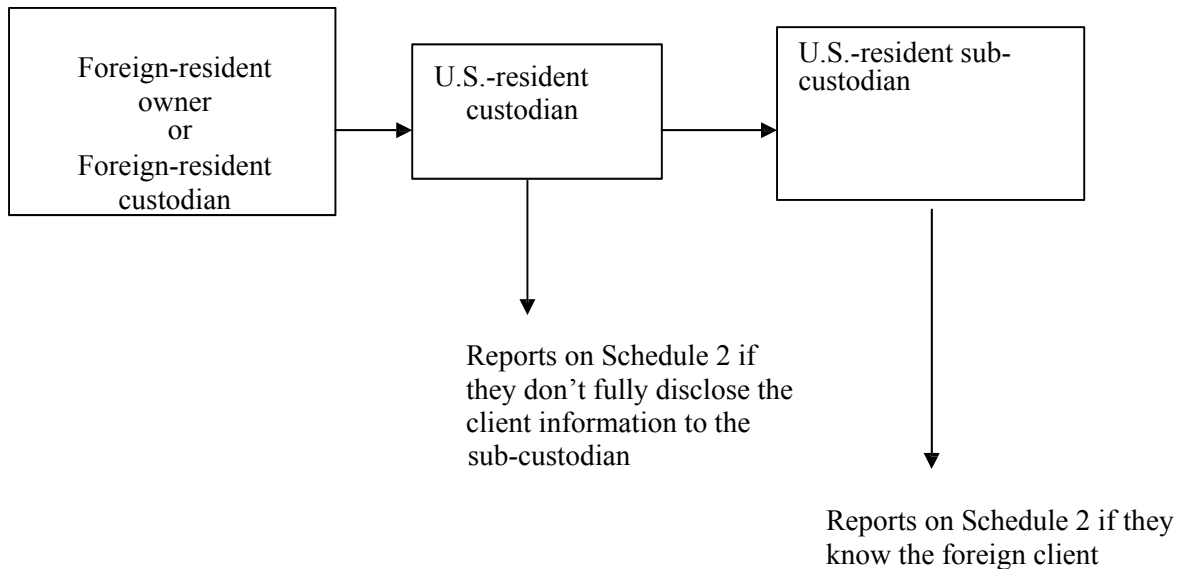 Foreign-resident
owner
or
Foreign-resident
custodian
U.S.-resident
custodian
U.S.-resident sub-
custodian
Reports on Schedule 2 if
they don’t fully disclose the
client information to the
sub-custodian
Reports on Schedule 2 if they
know the foreign client